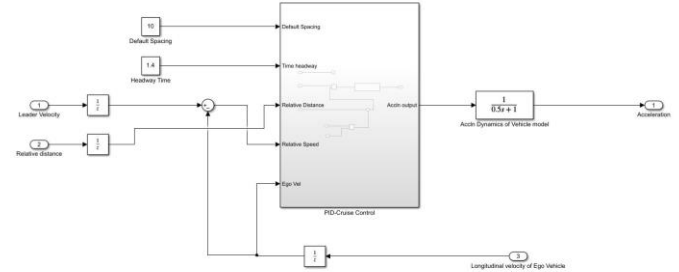 10
Default Spacing
1.4
Headway Time
1
Leader Velocity
2
Relative distance
Default Spacing
Time headway
Relative Distance
Relative Speed
Ego Vel
Accln output
PID-Cruise Control
1
0.5s + 1
Accln Dynamics of Vehicle model
1
Acceleration
3
Longitudinal velocity of Ego Vehicle